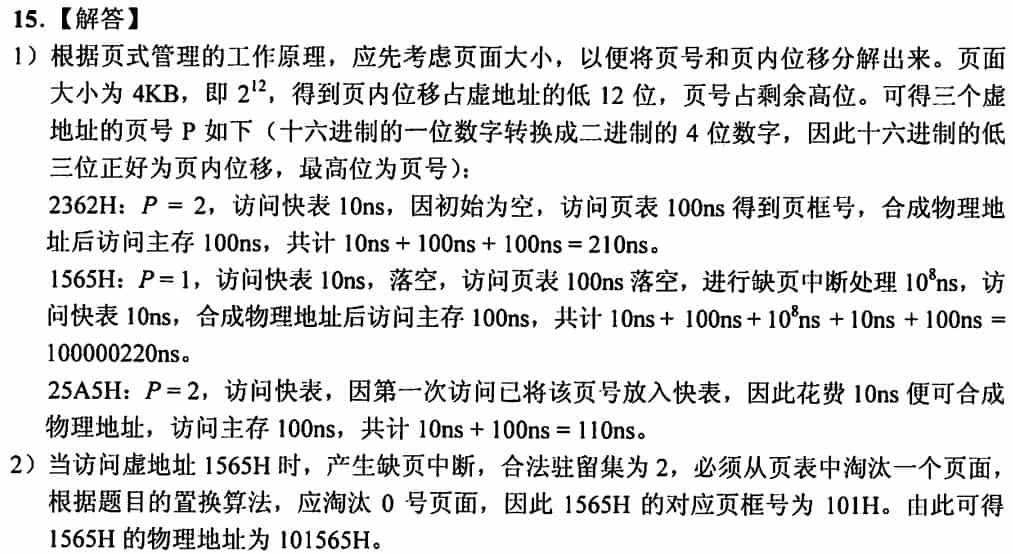 15.【解答】
1）根据页式管理的工作原理，应先考虑页面大小，以便将页号和页内位移分解出来。页面
大小为 4KB，即 2¹²，得到页内位移占虚地址的低 12 位，页号占剩余高位。可得三个虚
地址的页号 P 如下（十六进制的一位数字转换成二进制的 4 位数字，因此十六进制的低
三位正好为页内位移，最高位为页号）：
2362H：P = 2，访问快表 10ns，因初始为空，访问页表 100ns 得到页框号，合成物理地
址后访问主存 100ns，共计 10ns + 100ns + 100ns = 210ns。
1565H：P = 1，访问快表 10ns，落空，访问页表 100ns 落空，进行缺页中断处理 10⁸ns，访
问快表 10ns，合成物理地址后访问主存 100ns，共计 10ns + 100ns + 10⁸ns + 10ns + 100ns =
100000220ns。
25A5H：P = 2，访问快表，因第一次访问已将该页号放入快表，因此花费 10ns 便可合成
物理地址，访问主存 100ns，共计 10ns + 100ns = 110ns。
2）当访问虚地址 1565H 时，产生缺页中断，合法驻留集为 2，必须从页表中淘汰一个页面，
根据题目的置换算法，应淘汰 0 号页面，因此 1565H 的对应页框号为 101H。由此可得
1565H 的物理地址为 101565H。